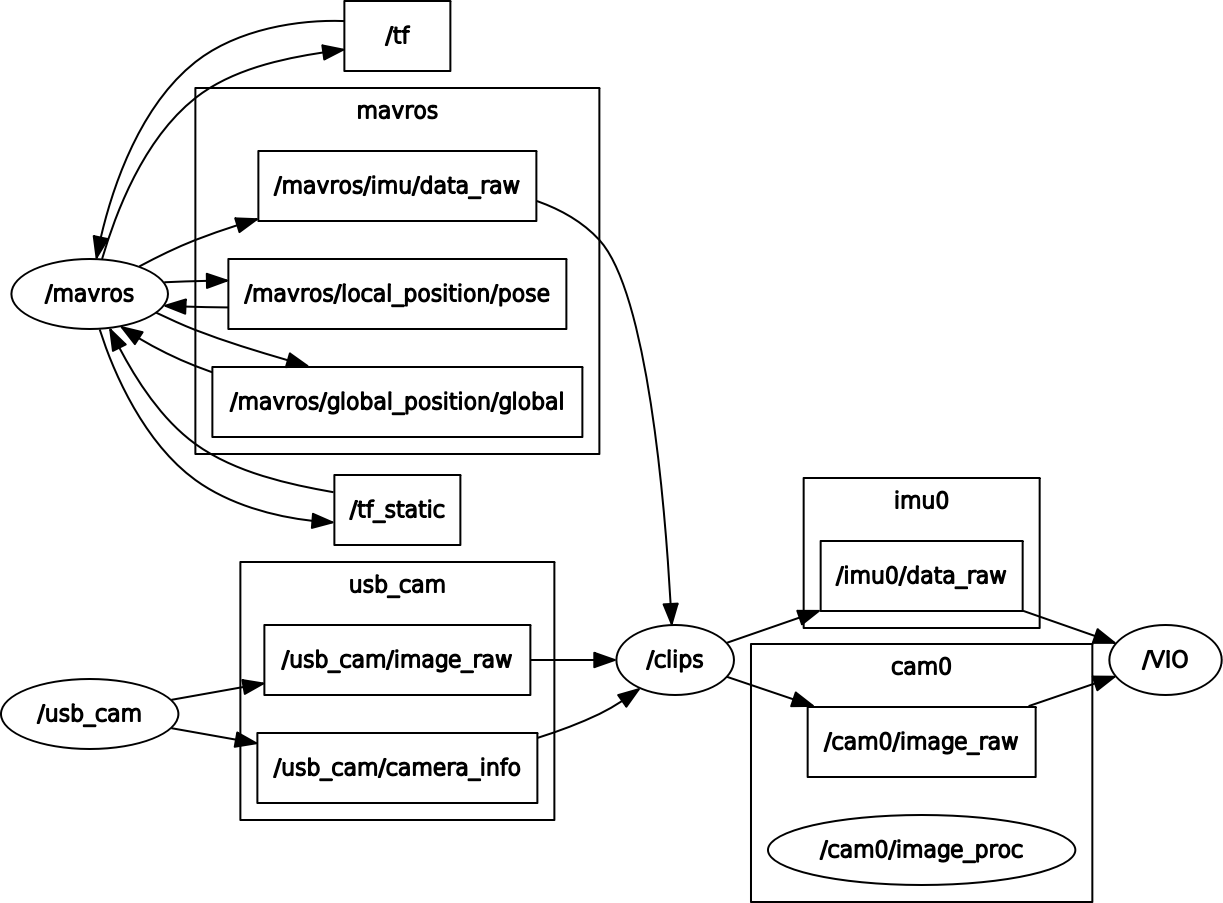 /tf
mavros
/mavros/imu/data_raw
/mavros
/mavros/local_position/pose
/mavros/global_position/global
/tf_static
imu0
/imu0/data_raw
usb_cam
/usb_cam/image_raw
/clips
/VIO
cam0
/usb_cam
/cam0/image_raw
/usb_cam/camera_info
/cam0/image_proc